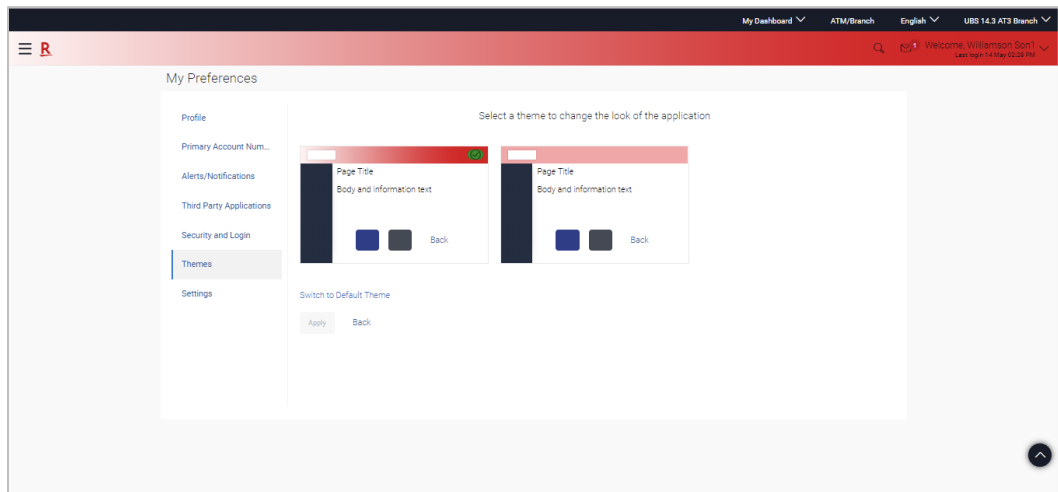 My Dashboard ATM/Branch English UBS 14.3 AT3 Branch
R 1 Welcome, Williamson Son1
Last login 14 May 03:28 PM
My Preferences
Profile
Primary Account Num...
Alerts/Notifications
Third Party Applications
Security and Login
Themes
Settings
Select a theme to change the look of the application
Page Title
Body and information text
Back
Page Title
Body and information text
Back
Switch to Default Theme
Apply Back